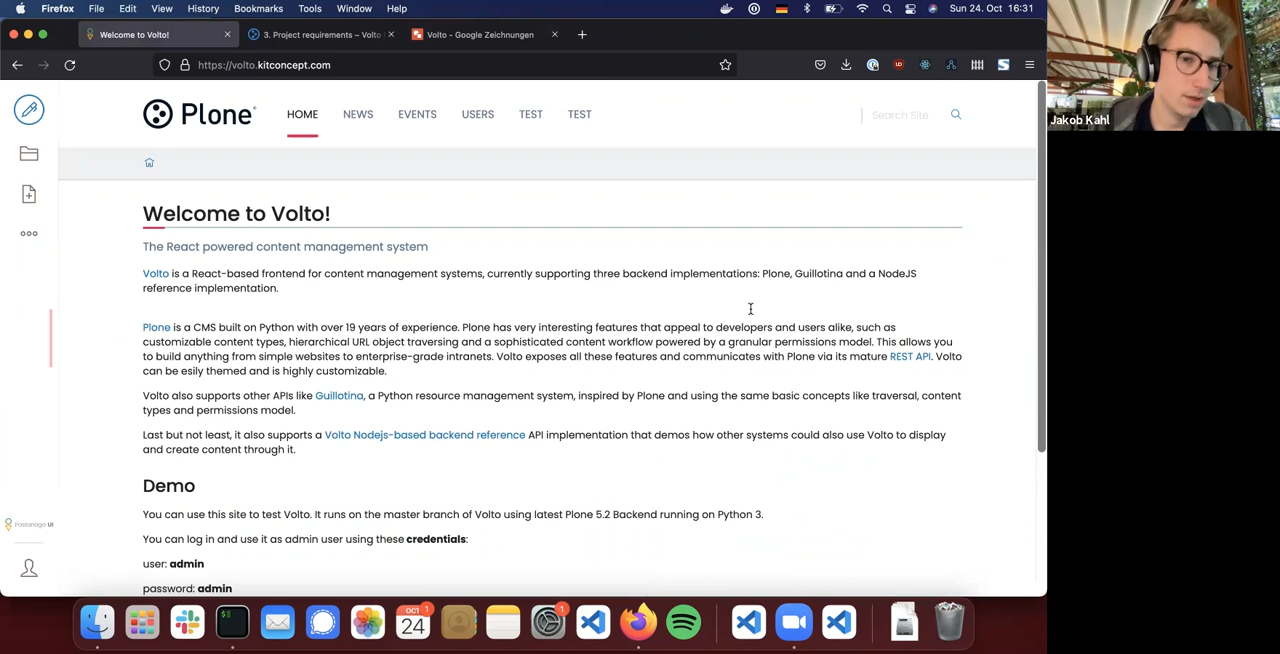 Firefox File Edit View History Bookmarks Tools Window Help
Sun 24. Oct 16:31
Welcome to Volto!
3. Project requirements – Volto
Volto - Google Zeichnungen
https://volto.kitconcept.com
Jakob Kahl
Plone
HOME NEWS EVENTS USERS TEST TEST
Search Site
Welcome to Volto!
The React powered content management system
Volto is a React-based frontend for content management systems, currently supporting three backend implementations: Plone, Guillotina and a NodeJS
reference implementation.
Plone is a CMS built on Python with over 19 years of experience. Plone has very interesting features that appeal to developers and users alike, such as
customizable content types, hierarchical URL object traversing and a sophisticated content workflow powered by a granular permissions model. This allows you
to build anything from simple websites to enterprise-grade intranets. Volto exposes all these features and communicates with Plone via its mature REST API. Volto
can be esily themed and is highly customizable.
Volto also supports other APIs like Guillotina, a Python resource management system, inspired by Plone and using the same basic concepts like traversal, content
types and permissions model.
Last but not least, it also supports a Volto Nodejs-based backend reference API implementation that demos how other systems could also use Volto to display
and create content through it.
Demo
You can use this site to test Volto. It runs on the master branch of Volto using latest Plone 5.2 Backend running on Python 3.
Pastanaga UI
You can log in and use it as admin user using these credentials:
user: admin
password: admin
OCT 1
24
1